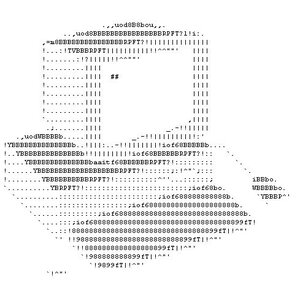 .,,uod8B8bou,,.
..,uod8BBBBBBBBBBBBBBBBRPFT?l!i:.
,=m8BBBBBBBBBBBBBBBRPFT?!||||||||||||||
!...:!TVBBBRPFT||||||||||!!^^""'   ||||
!.......:!?|||||!!^^""'            ||||
!.........||||                     ||||
!.........||||  ##                 ||||
!.........||||                     ||||
!.........||||                     ||||
!.........||||                     ||||
!.........||||                     ||||
`.........||||                    ,||||
.;.......||||               _.-!!|||||
.,uodWBBBBb.....||||       _.-!!|||||||||!:'
!YBBBBBBBBBBBBBBb..!|||:..-!!|||||||!iof68BBBBBb....
!..YBBBBBBBBBBBBBBb!!||||||||!iof68BBBBBBRPFT?!::   `.
!....YBBBBBBBBBBBBBBbaaitf68BBBBBBRPFT?!:::::::::     `.
!......YBBBBBBBBBBBBBBBBBBBRPFT?!::::::;:!^"`;:::       `.
!........YBBBBBBBBBBRPFT?!::::::::::^''...::::::;         iBBbo.
`..........YBRPFT?!::::::::::::::::::::::::;iof68bo.      WBBBBbo.
`..........:::::::::::::::::::::::;iof688888888888b.     `YBBBP^'
`........::::::::::::::::;iof688888888888888888888b.     `
`......:::::::::;iof688888888888888888888888888888b.
`....:::;iof688888888888888888888888888888888899fT!
`..::!8888888888888888888888888888888899fT|!^"'
`' !!988888888888888888888888899fT|!^"'
`!!8888888888888888899fT|!^"'
`!988888888899fT|!^"'
`!9899fT|!^"'
`!^"'